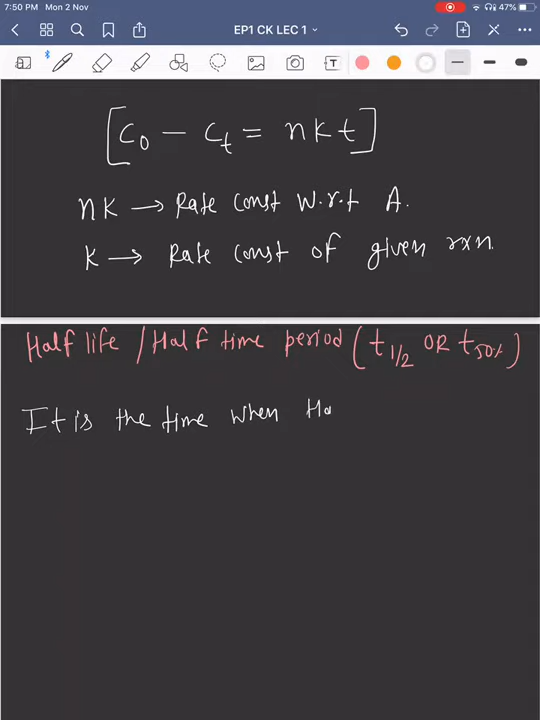 7:50 PM Mon 2 Nov 47%
EP1 CK LEC 1
[C₀ − Cₜ = nkt]
nk → Rate const w.r.t A.
k → Rate const of given rxn.
Half life / Half time period (t₁/₂ OR t₅₀%)
It is the time when Ha